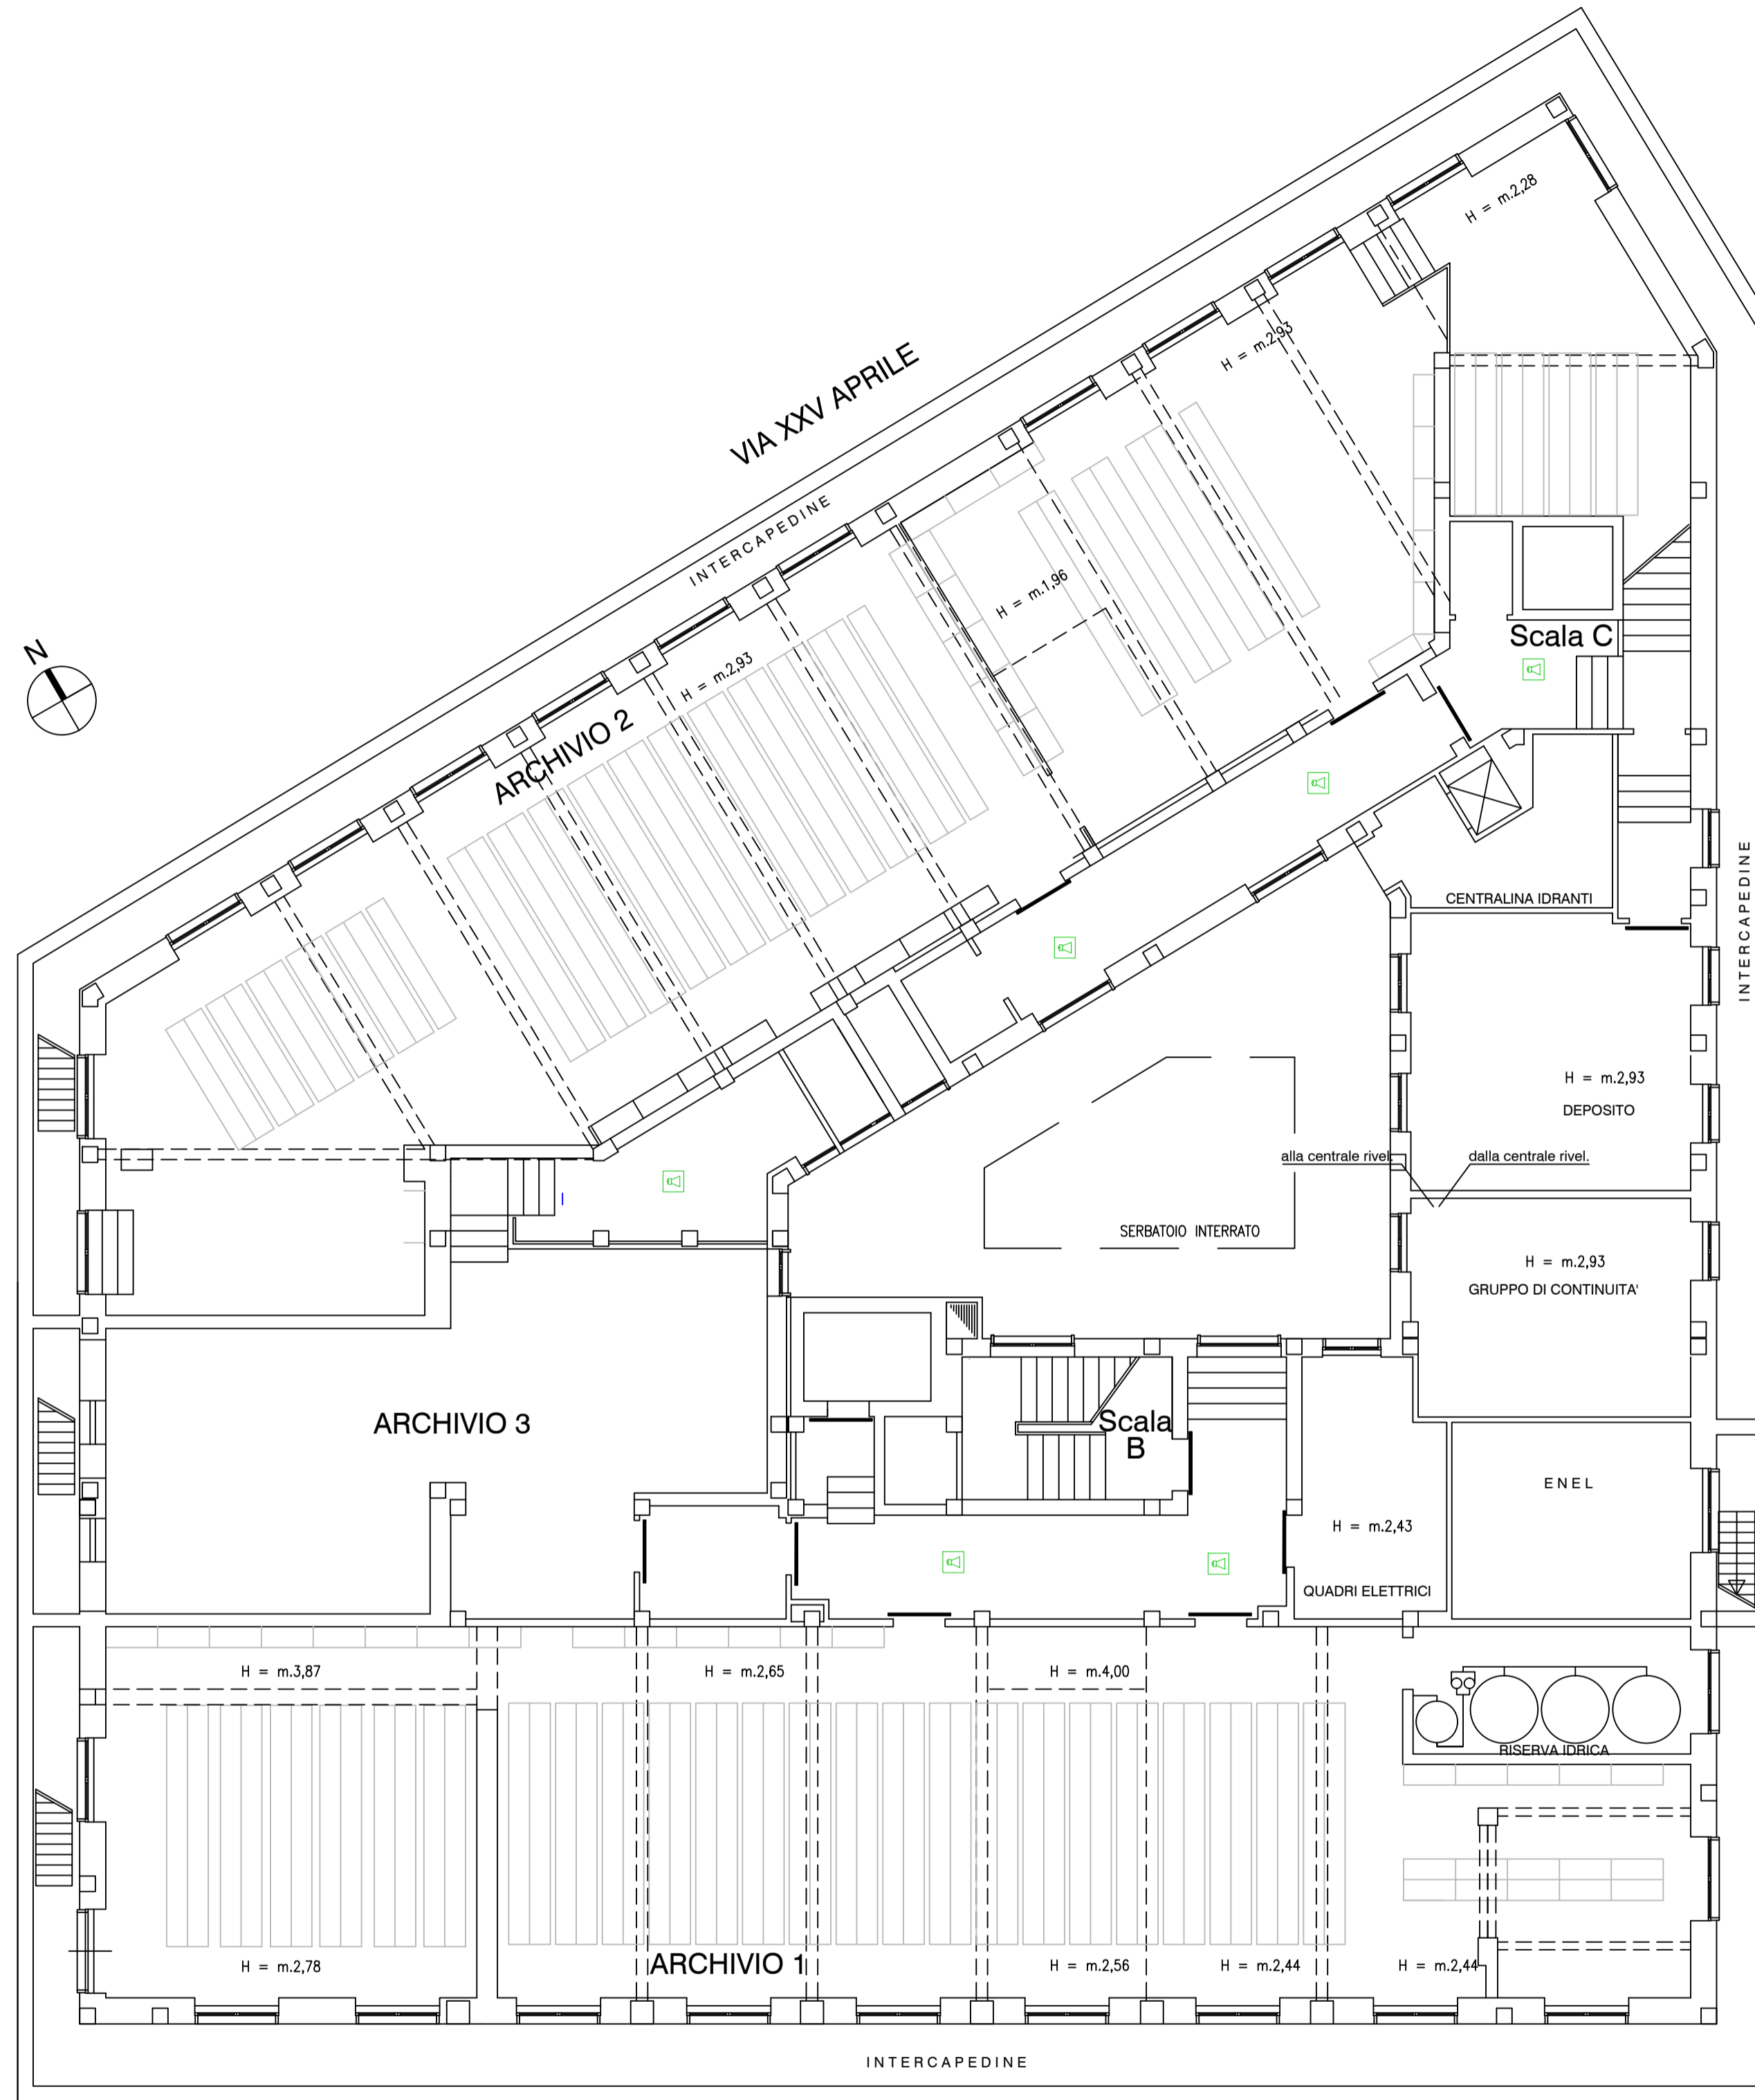 H = m.2,28
H = m.2,93
VIA XXV APRILE
INTERCAPEDINE
H = m.1,96
N
Scala C
H = m.2,93
ARCHIVIO 2
INTERCAPEDINE
CENTRALINA IDRANTI
H = m.2,93
DEPOSITO
alla centrale rivel.
dalla centrale rivel.
SERBATOIO INTERRATO
H = m.2,93
GRUPPO DI CONTINUITA'
ARCHIVIO 3
Scala
B
ENEL
H = m.2,43
QUADRI ELETTRICI
H = m.3,87
H = m.2,65
H = m.4,00
RISERVA IDRICA
ARCHIVIO 1
H = m.2,78
H = m.2,56
H = m.2,44
H = m.2,44
INTERCAPEDINE